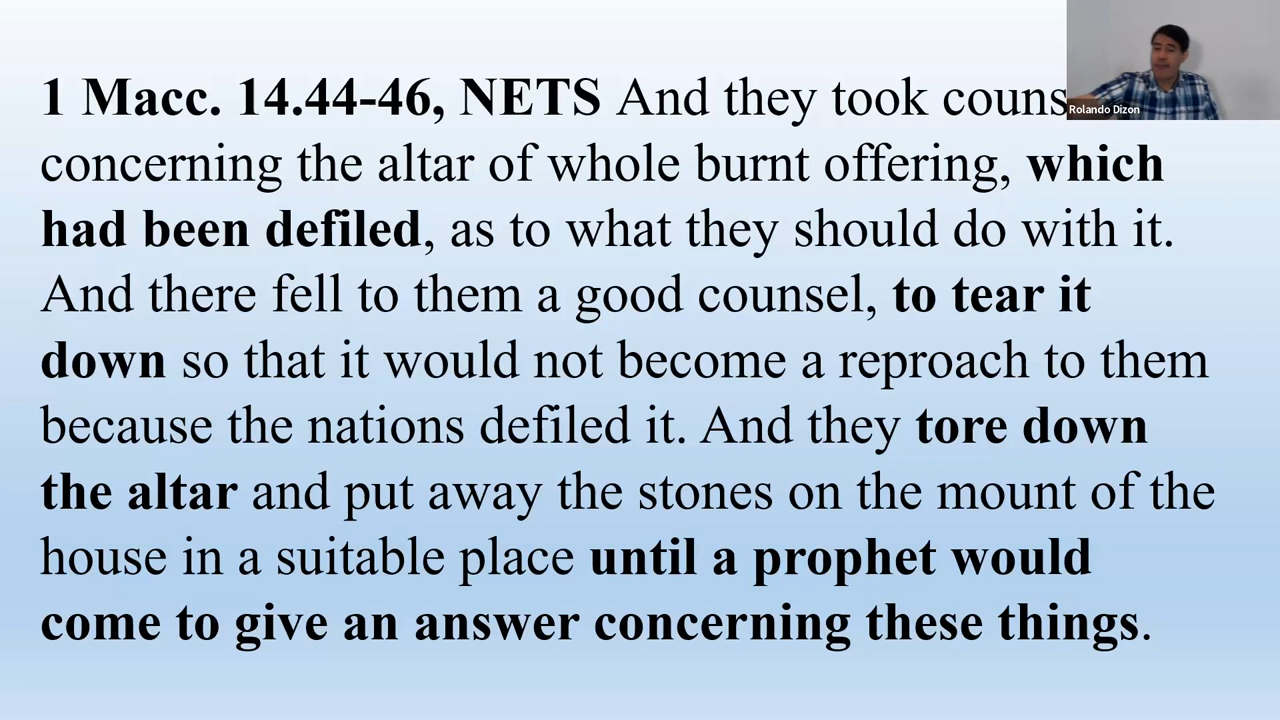 1 Macc. 14.44-46, NETS And they took couns
concerning the altar of whole burnt offering, which
had been defiled, as to what they should do with it.
And there fell to them a good counsel, to tear it
down so that it would not become a reproach to them
because the nations defiled it. And they tore down
the altar and put away the stones on the mount of the
house in a suitable place until a prophet would
come to give an answer concerning these things.
Rolando Dizon